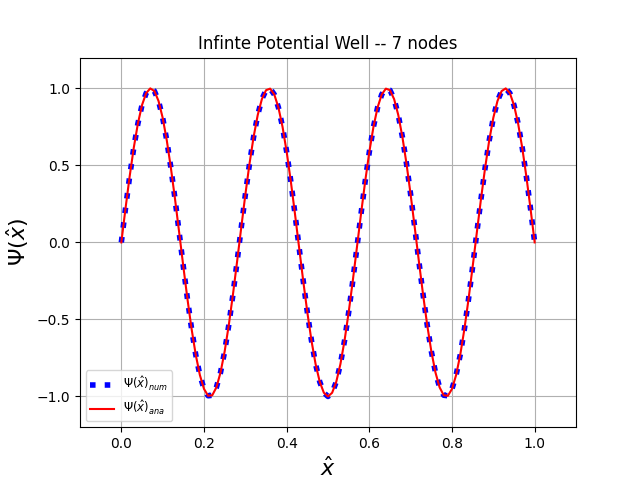 Infinte Potential Well -- 7 nodes
Ψ(x̂)
1.0
0.5
0.0
−0.5
−1.0
Ψ(x̂)num
Ψ(x̂)ana
0.0 0.2 0.4 0.6 0.8 1.0
x̂